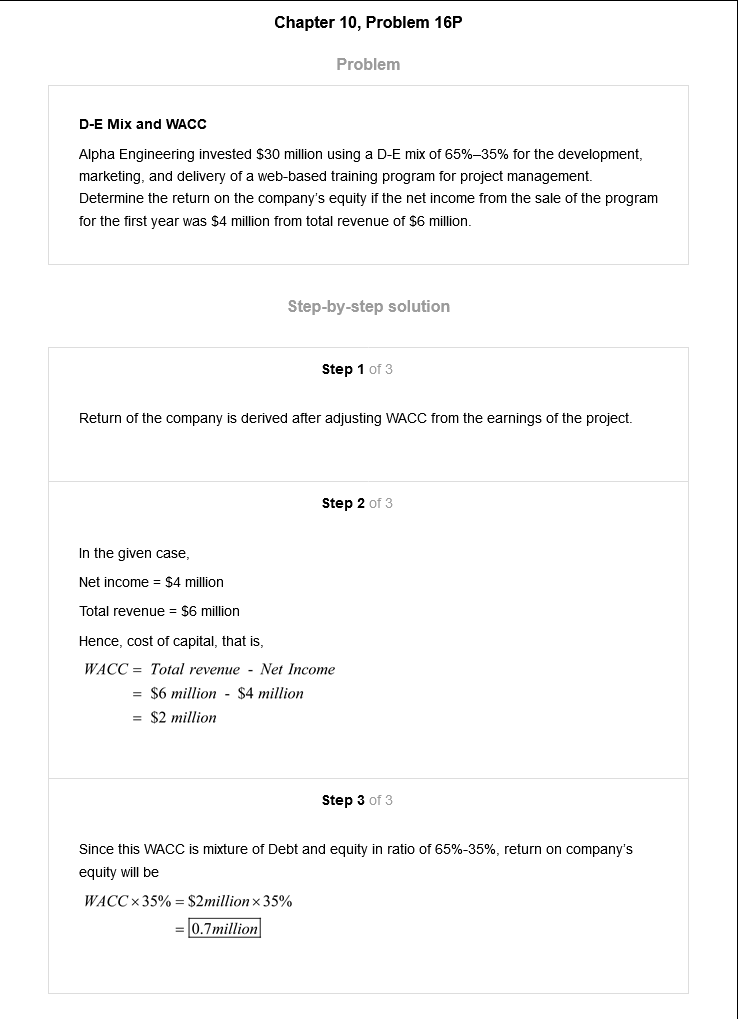 Chapter 10, Problem 16P
Problem
D-E Mix and WACC
Alpha Engineering invested $30 million using a D-E mix of 65%–35% for the development,
marketing, and delivery of a web-based training program for project management.
Determine the return on the company's equity if the net income from the sale of the program
for the first year was $4 million from total revenue of $6 million.
Step-by-step solution
Step 1 of 3
Return of the company is derived after adjusting WACC from the earnings of the project.
Step 2 of 3
In the given case,
Net income = $4 million
Total revenue = $6 million
Hence, cost of capital, that is,
WACC = Total revenue - Net Income
= $6 million - $4 million
= $2 million
Step 3 of 3
Since this WACC is mixture of Debt and equity in ratio of 65%-35%, return on company's
equity will be
WACC × 35% = $2million × 35%
= 0.7million